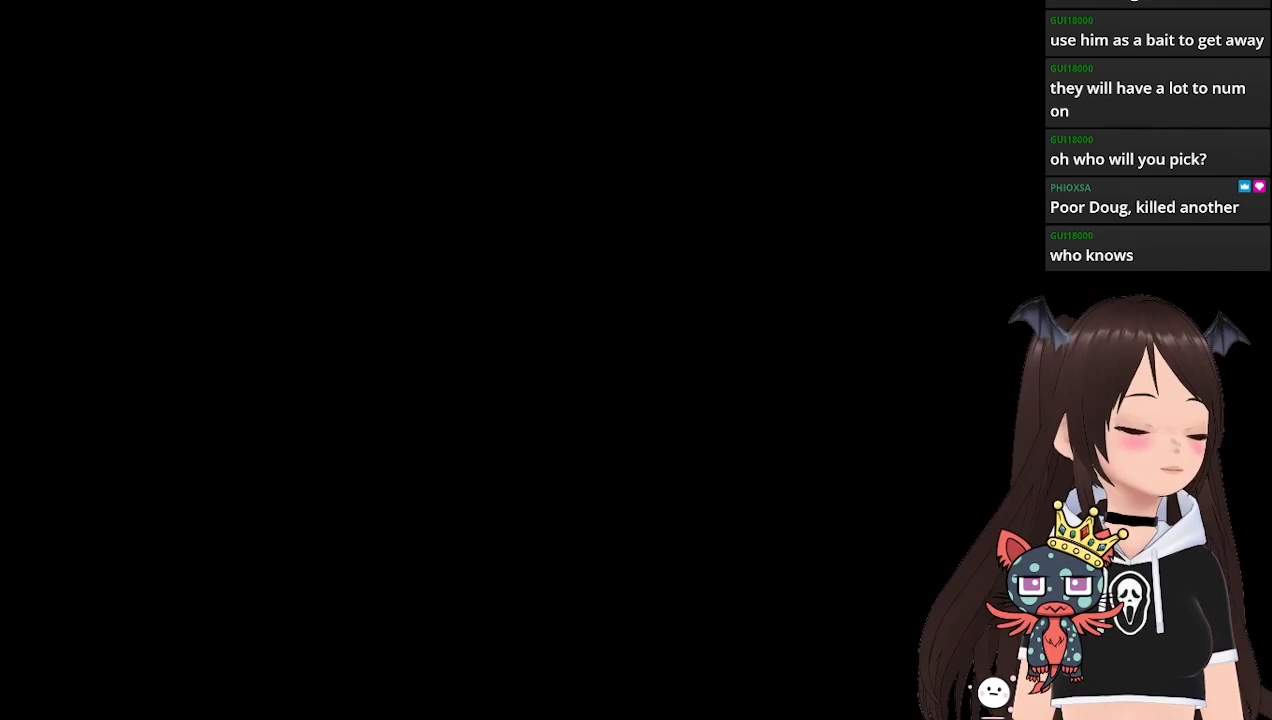 GUI18000
use him as a bait to get away
GUI18000
they will have a lot to num
on
GUI18000
oh who will you pick?
PHIOXSA
Poor Doug, killed another
GUI18000
who knows